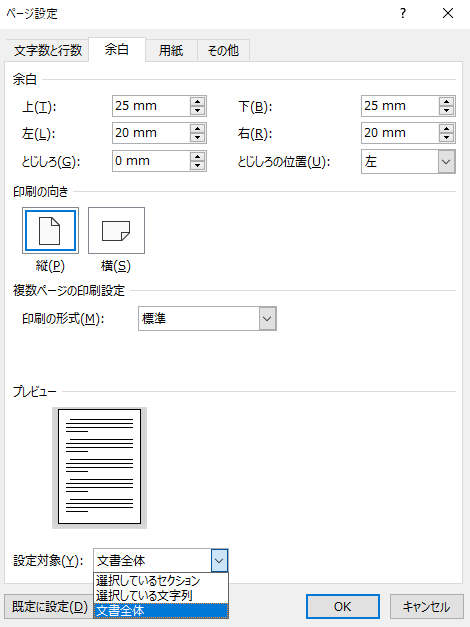 ページ設定 ?
文字数と行数 余白 用紙 その他
余白
上(T): 25 mm 下(B): 25 mm
左(L): 20 mm 右(R): 20 mm
とじしろ(G): 0 mm とじしろの位置(U): 左
印刷の向き
縦(P) 横(S)
複数ページの印刷設定
印刷の形式(M): 標準
プレビュー
設定対象(Y): 文書全体
選択しているセクション
選択している文字列
文書全体
既定に設定(D) OK キャンセル